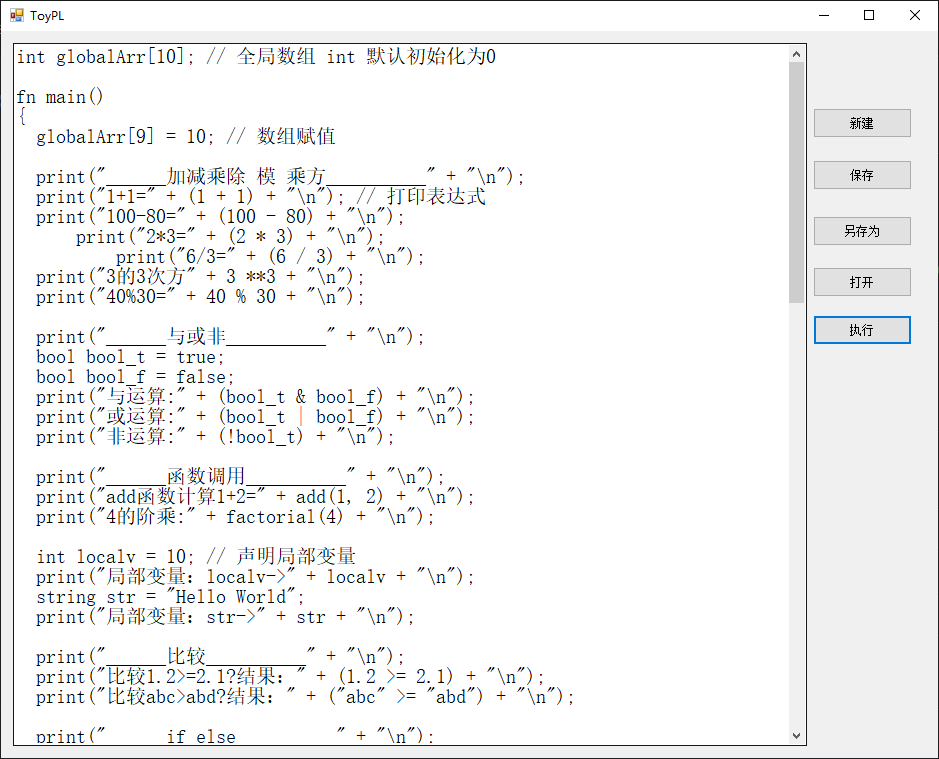 ToyPL
int globalArr[10]; // 全局数组 int 默认初始化为0
fn main()
{
globalArr[9] = 10; // 数组赋值
print("______加减乘除 模 乘方__________" + "\n");
print("1+1=" + (1 + 1) + "\n"); // 打印表达式
print("100-80=" + (100 - 80) + "\n");
print("2*3=" + (2 * 3) + "\n");
print("6/3=" + (6 / 3) + "\n");
print("3的3次方" + 3 **3 + "\n");
print("40%30=" + 40 % 30 + "\n");
print("______与或非__________" + "\n");
bool bool_t = true;
bool bool_f = false;
print("与运算:" + (bool_t & bool_f) + "\n");
print("或运算:" + (bool_t | bool_f) + "\n");
print("非运算:" + (!bool_t) + "\n");
print("______函数调用__________" + "\n");
print("add函数计算1+2=" + add(1, 2) + "\n");
print("4的阶乘:" + factorial(4) + "\n");
int localv = 10; // 声明局部变量
print("局部变量：localv->" + localv + "\n");
string str = "Hello World";
print("局部变量：str->" + str + "\n");
print("______比较__________" + "\n");
print("比较1.2>=2.1?结果：" + (1.2 >= 2.1) + "\n");
print("比较abc>abd?结果：" + ("abc" >= "abd") + "\n");
print("______if else__________" + "\n");
新建
保存
另存为
打开
执行